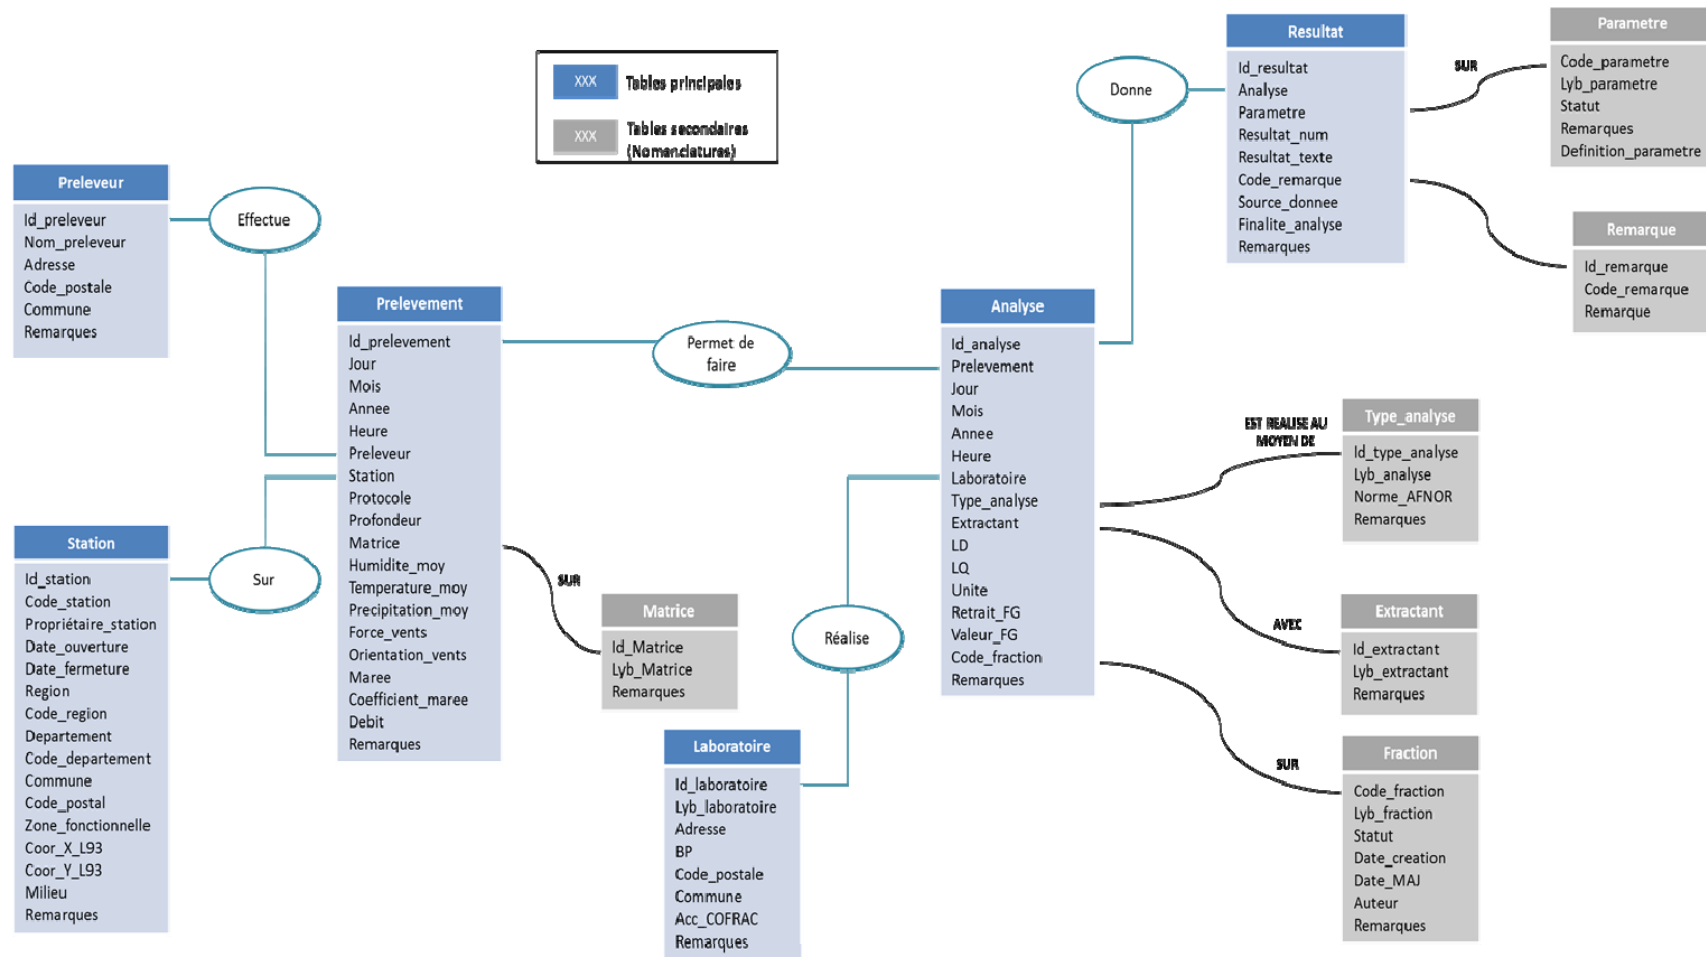 XXX
Tables principales
XXX
Tables secondaires
(Nomenclatures)
Preleveur
Id_preleveur
Nom_preleveur
Adresse
Code_postale
Commune
Remarques
Effectue
Station
Id_station
Code_station
Propriétaire_station
Date_ouverture
Date_fermeture
Region
Code_region
Departement
Code_departement
Commune
Code_postal
Zone_fonctionnelle
Coor_X_L93
Coor_Y_L93
Milieu
Remarques
Sur
Prelevement
Id_prelevement
Jour
Mois
Annee
Heure
Preleveur
Station
Protocole
Profondeur
Matrice
Humidite_moy
Temperature_moy
Precipitation_moy
Force_vents
Orientation_vents
Maree
Coefficient_maree
Debit
Remarques
SUR
Matrice
Id_Matrice
Lyb_Matrice
Remarques
Permet de
faire
Laboratoire
Id_laboratoire
Lyb_laboratoire
Adresse
BP
Code_postale
Commune
Acc_COFRAC
Remarques
Réalise
Analyse
Id_analyse
Prelevement
Jour
Mois
Annee
Heure
Laboratoire
Type_analyse
Extractant
LD
LQ
Unite
Retrait_FG
Valeur_FG
Code_fraction
Remarques
Donne
Resultat
Id_resultat
Analyse
Parametre
Resultat_num
Resultat_texte
Code_remarque
Source_donnee
Finalite_analyse
Remarques
SUR
Parametre
Code_parametre
Lyb_parametre
Statut
Remarques
Definition_parametre
Remarque
Id_remarque
Code_remarque
Remarque
EST REALISE AU
MOYEN DE
Type_analyse
Id_type_analyse
Lyb_analyse
Norme_AFNOR
Remarques
AVEC
Extractant
Id_extractant
Lyb_extractant
Remarques
SUR
Fraction
Code_fraction
Lyb_fraction
Statut
Date_creation
Date_MAJ
Auteur
Remarques